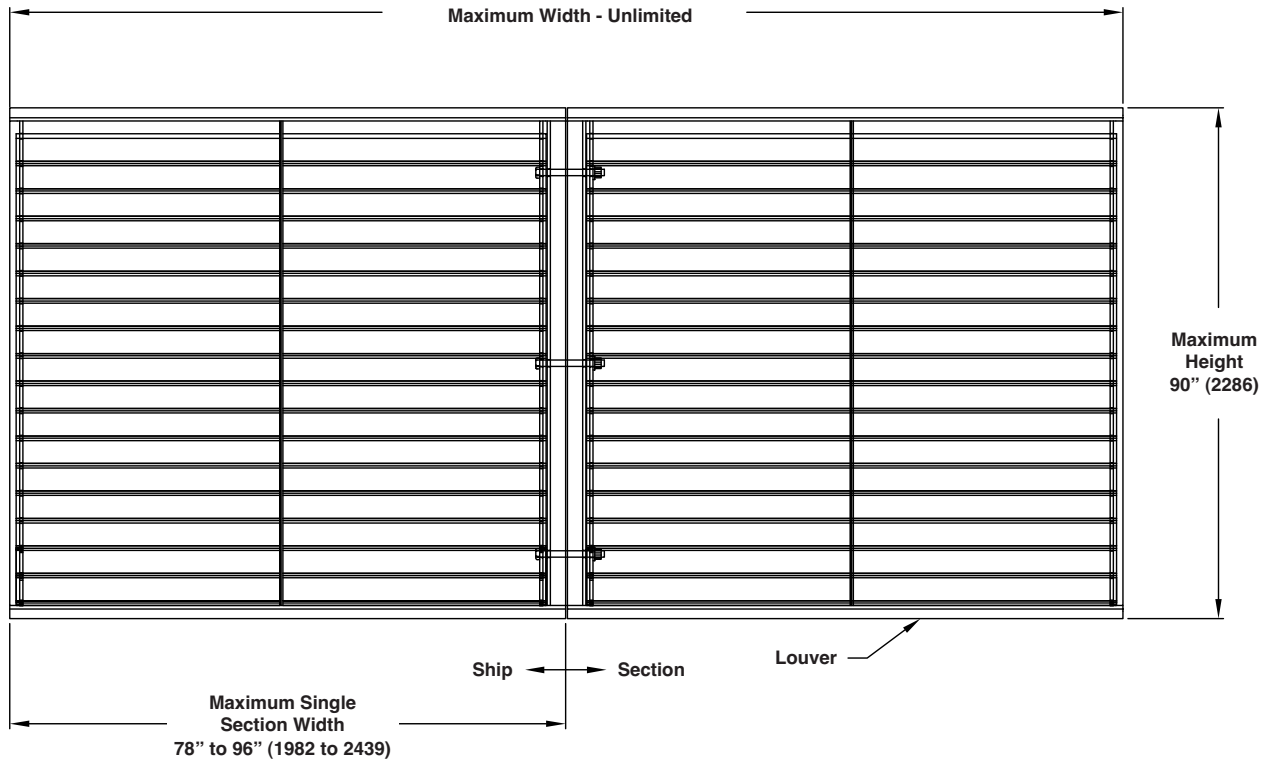 Maximum Width - Unlimited
Maximum
Height
90” (2286)
Ship
Section
Louver
Maximum Single
Section Width
78” to 96” (1982 to 2439)